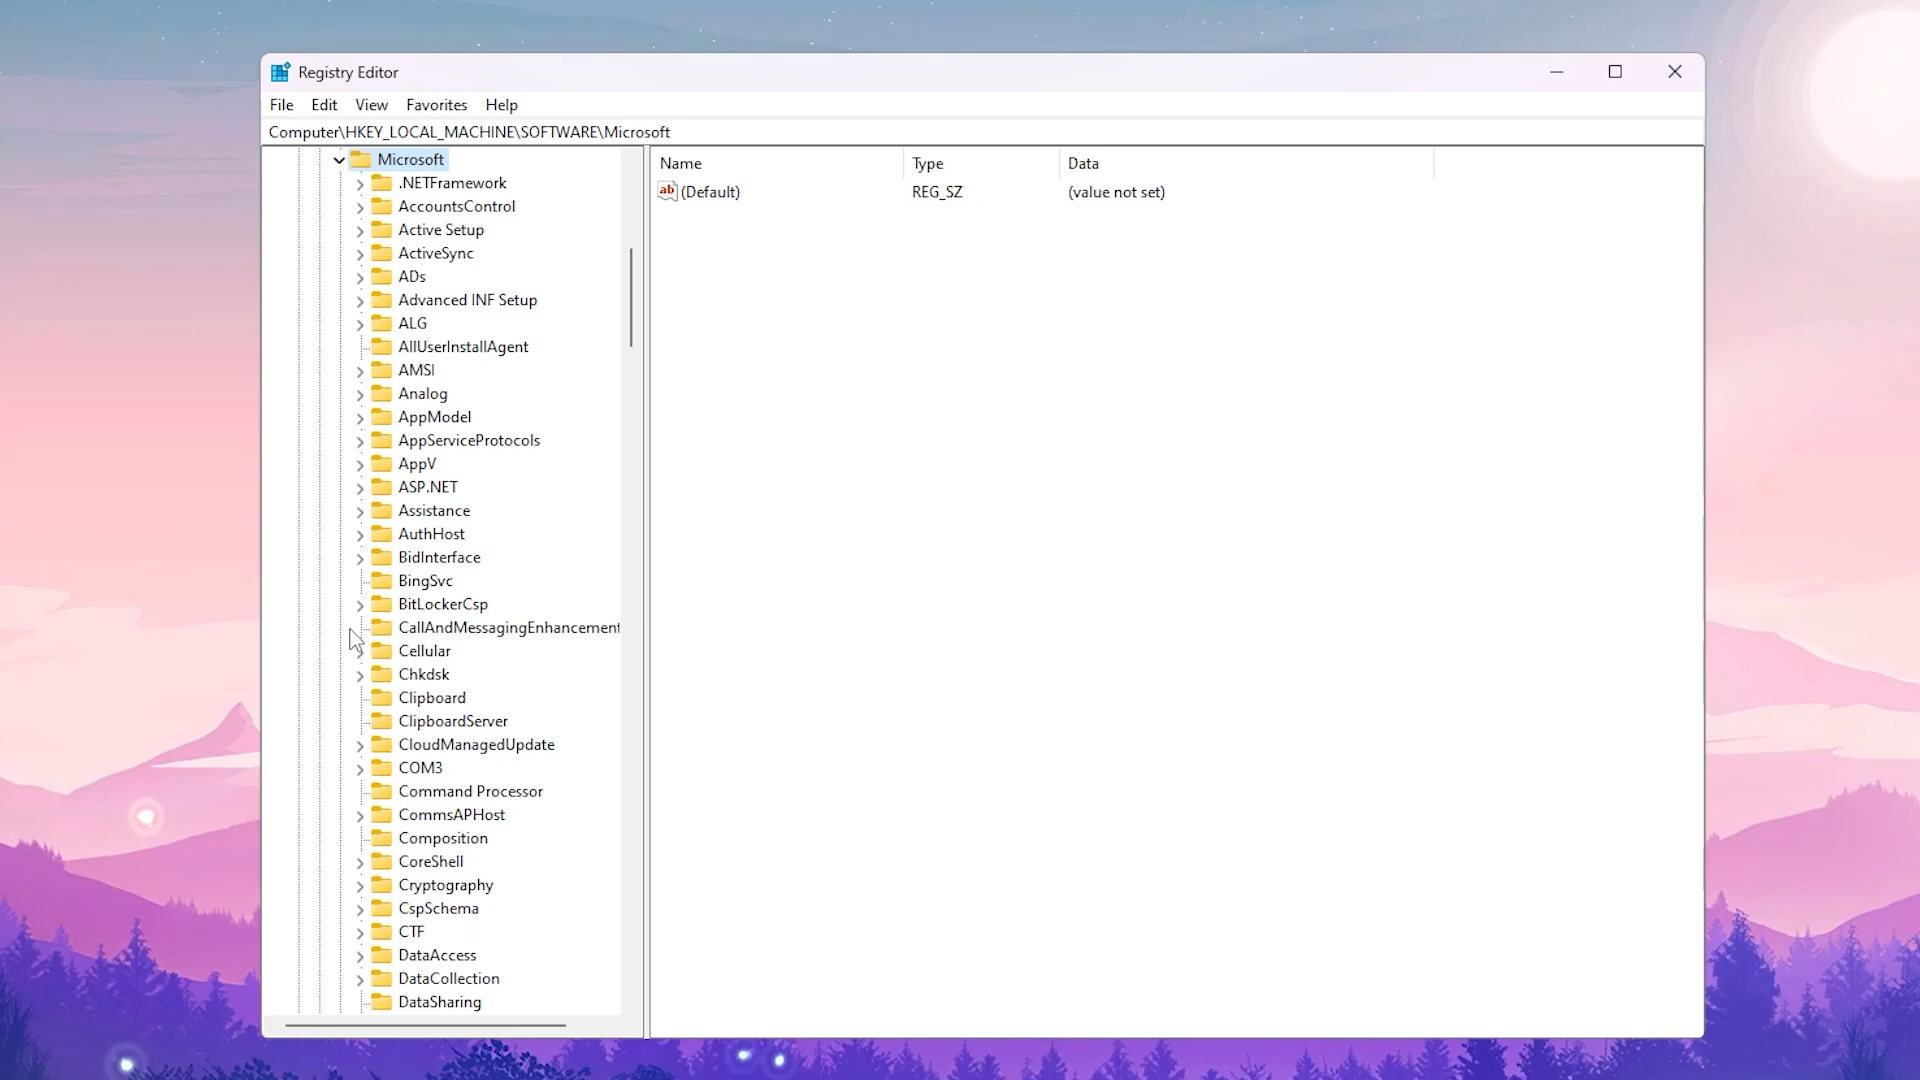 Registry Editor
File Edit View Favorites Help
Computer\HKEY_LOCAL_MACHINE\SOFTWARE\Microsoft
Microsoft
.NETFramework
AccountsControl
Active Setup
ActiveSync
ADs
Advanced INF Setup
ALG
AllUserInstallAgent
AMSI
Analog
AppModel
AppServiceProtocols
AppV
ASP.NET
Assistance
AuthHost
BidInterface
BingSvc
BitLockerCsp
CallAndMessagingEnhancement
Cellular
Chkdsk
Clipboard
ClipboardServer
CloudManagedUpdate
COM3
Command Processor
CommsAPHost
Composition
CoreShell
Cryptography
CspSchema
CTF
DataAccess
DataCollection
DataSharing
Name Type Data
ab (Default) REG_SZ (value not set)